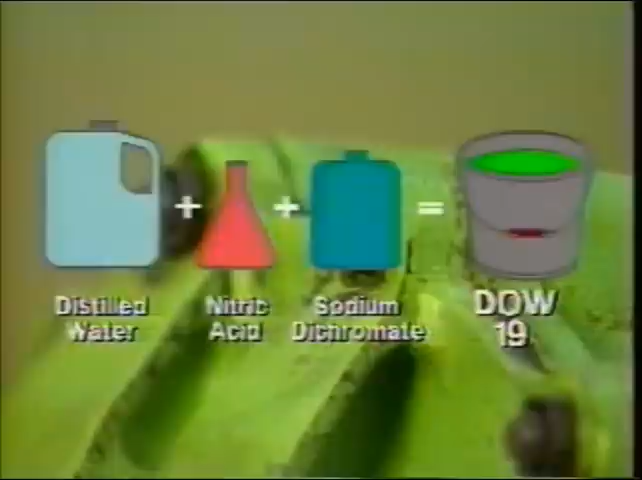 + + =
Distilled Water
Nitric Acid
Sodium Dichromate
DOW 19